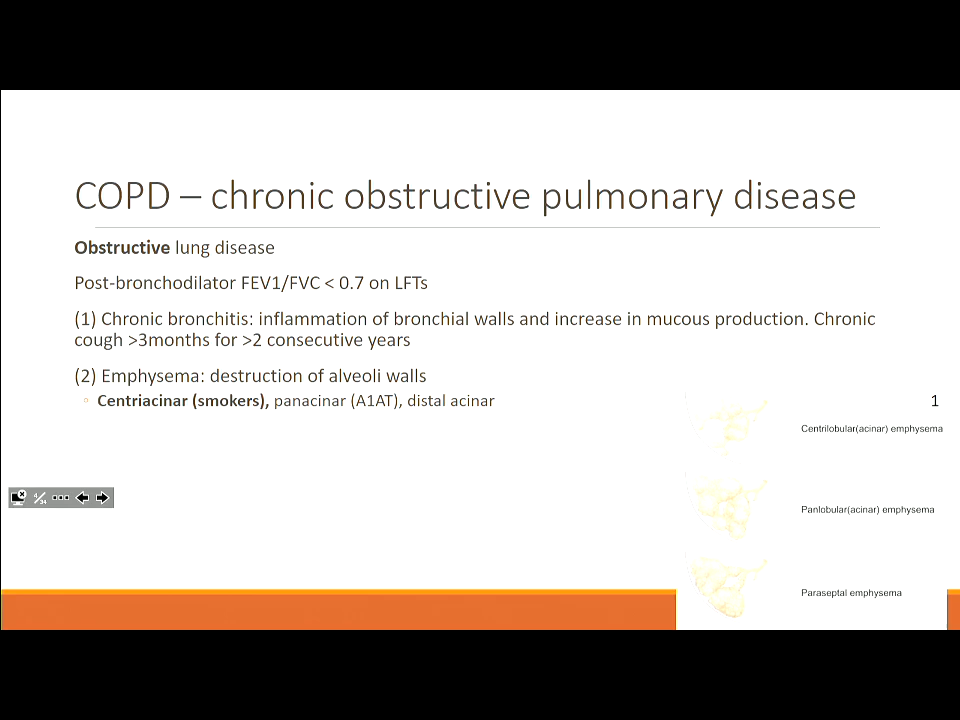 COPD – chronic obstructive pulmonary disease
Obstructive lung disease
Post-bronchodilator FEV1/FVC < 0.7 on LFTs
(1) Chronic bronchitis: inflammation of bronchial walls and increase in mucous production. Chronic
cough >3months for >2 consecutive years
(2) Emphysema: destruction of alveoli walls
◦ Centriacinar (smokers), panacinar (A1AT), distal acinar
1
Centrilobular(acinar) emphysema
Panlobular(acinar) emphysema
Paraseptal emphysema